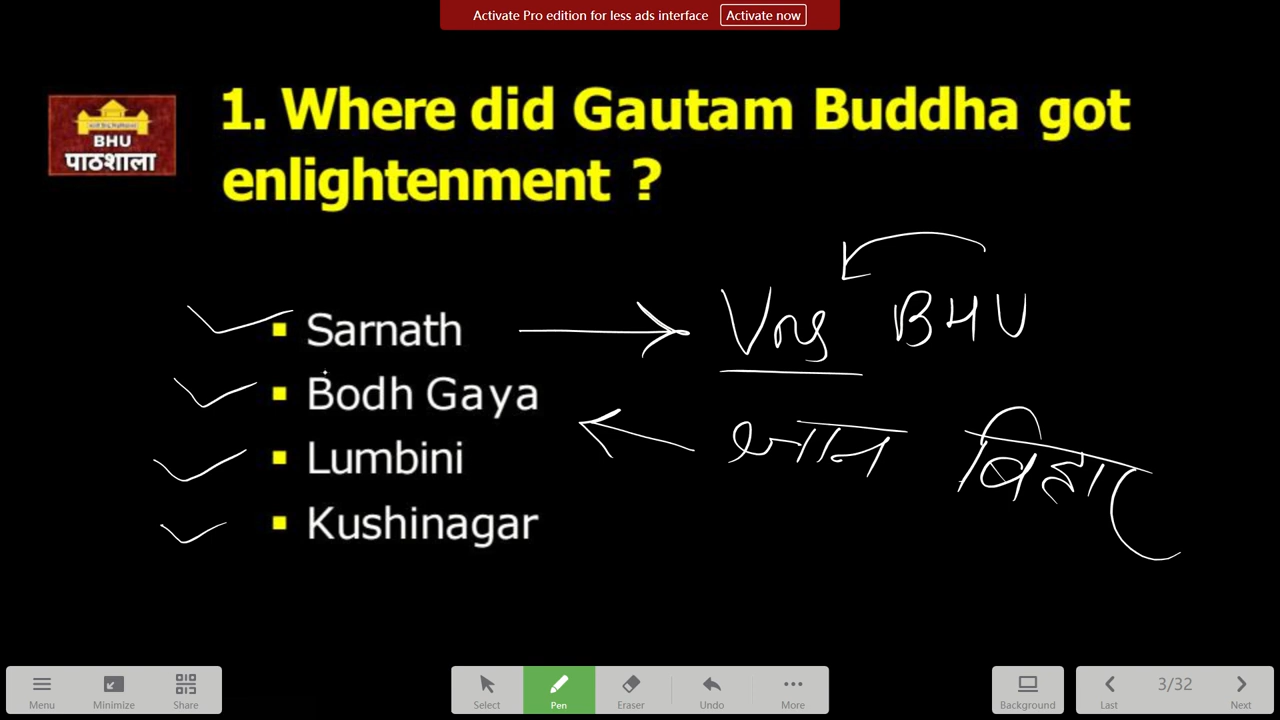 Activate Pro edition for less ads interface Activate now
1. Where did Gautam Buddha got
enlightenment ?
BHU
पाठशाला
Sarnath
Vns BHU
Bodh Gaya
ज्ञान बिहार
Lumbini
Kushinagar
Menu Minimize Share Select Pen Eraser Undo More Background Last 3/32 Next